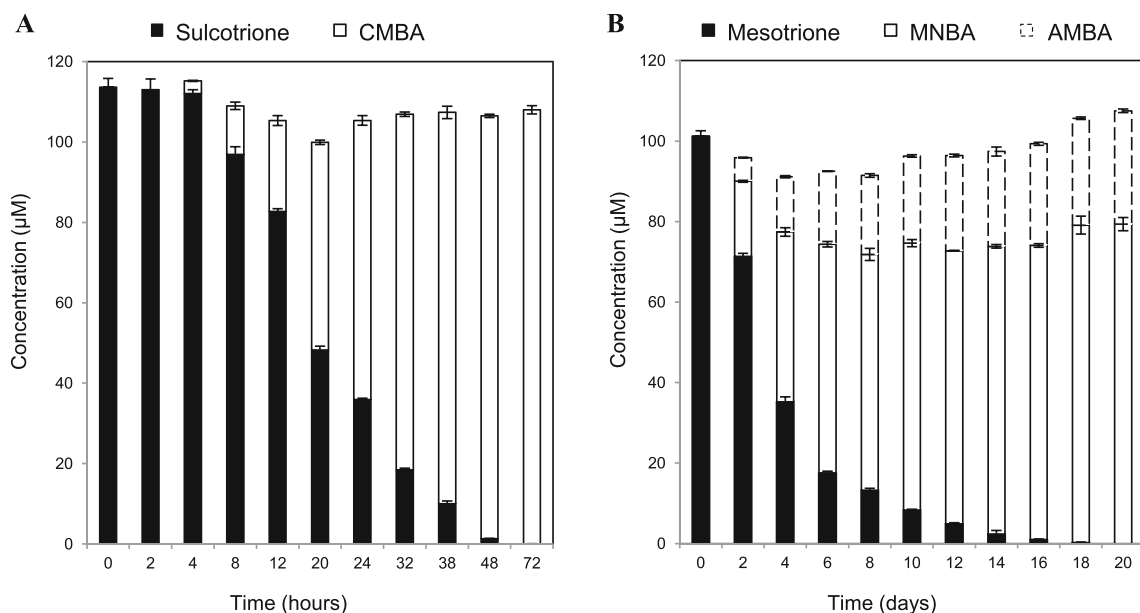 A
Sulcotrione CMBA
120
100
80
60
40
20
0
Concentration (µM)
0 2 4 8 12 20 24 32 38 48 72
Time (hours)
B
Mesotrione MNBA AMBA
120
100
80
60
40
20
0
Concentration (µM)
0 2 4 6 8 10 12 14 16 18 20
Time (days)